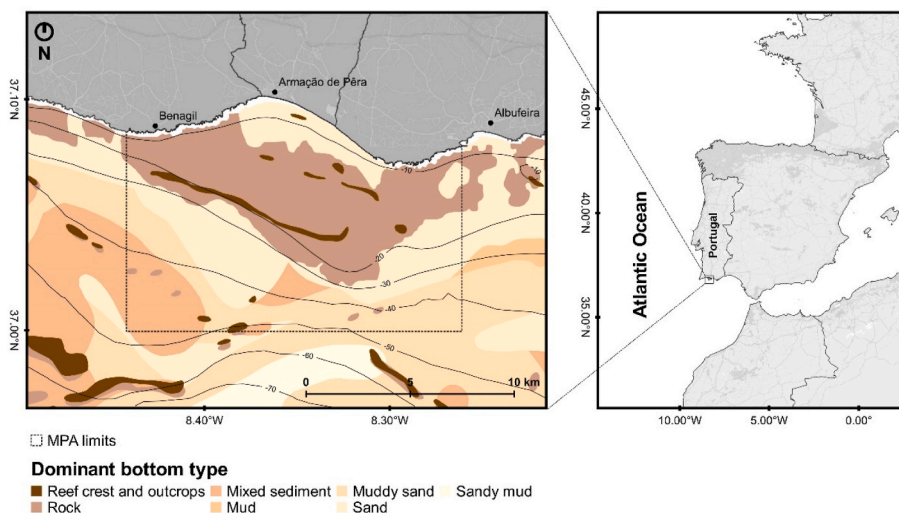 N
37.10°N
37.00°N
8.40°W
8.30°W
Benagil
Armação de Pêra
Albufeira
-10
-10
-20
-30
-40
-50
-60
-70
0
5
10 km
Atlantic Ocean
Portugal
45.00°N
40.00°N
35.00°N
10.00°W
5.00°W
0.00°
MPA limits
Dominant bottom type
Reef crest and outcrops
Mixed sediment
Muddy sand
Sandy mud
Rock
Mud
Sand